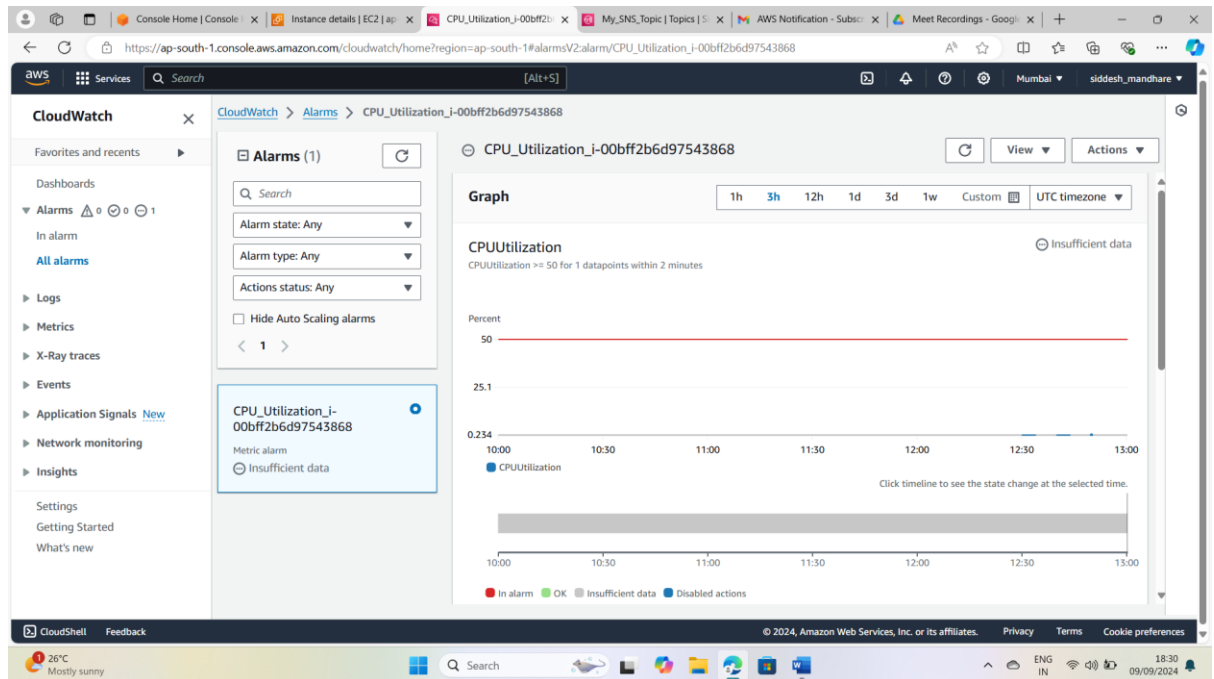 Console Home | Console
Instance details | EC2 | ap
CPU_Utilization_i-00bff2b
My_SNS_Topic | Topics | S
AWS Notification - Subscr
Meet Recordings - Googl
https://ap-south-1.console.aws.amazon.com/cloudwatch/home?region=ap-south-1#alarmsV2:alarm/CPU_Utilization_i-00bff2b6d97543868
aws
Services
Search
[Alt+S]
Mumbai
siddesh_mandhare
CloudWatch
Favorites and recents
Dashboards
Alarms 0 0 1
In alarm
All alarms
Logs
Metrics
X-Ray traces
Events
Application Signals New
Network monitoring
Insights
Settings
Getting Started
What's new
CloudWatch > Alarms > CPU_Utilization_i-00bff2b6d97543868
Alarms (1)
Search
Alarm state: Any
Alarm type: Any
Actions status: Any
Hide Auto Scaling alarms
1
CPU_Utilization_i-
00bff2b6d97543868
Metric alarm
Insufficient data
CPU_Utilization_i-00bff2b6d97543868
View
Actions
Graph
1h 3h 12h 1d 3d 1w Custom UTC timezone
CPUUtilization
Insufficient data
CPUUtilization >= 50 for 1 datapoints within 2 minutes
Percent
50
25.1
0.234
10:00 10:30 11:00 11:30 12:00 12:30 13:00
CPUUtilization
Click timeline to see the state change at the selected time.
10:00 10:30 11:00 11:30 12:00 12:30 13:00
In alarm OK Insufficient data Disabled actions
CloudShell Feedback
© 2024, Amazon Web Services, Inc. or its affiliates. Privacy Terms Cookie preferences
1
26°C
Mostly sunny
Search
ENG
IN
18:30
09/09/2024